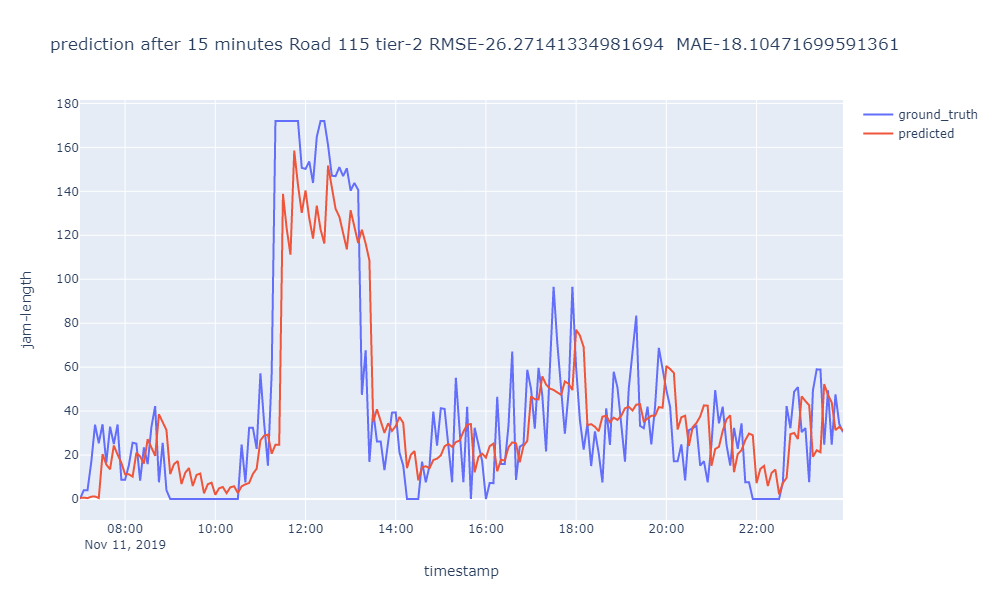 prediction after 15 minutes Road 115 tier-2 RMSE-26.27141334981694  MAE-18.10471699591361
ground_truth
predicted
jam-length
180
160
140
120
100
80
60
40
20
0
08:00 10:00 12:00 14:00 16:00 18:00 20:00 22:00
Nov 11, 2019
timestamp